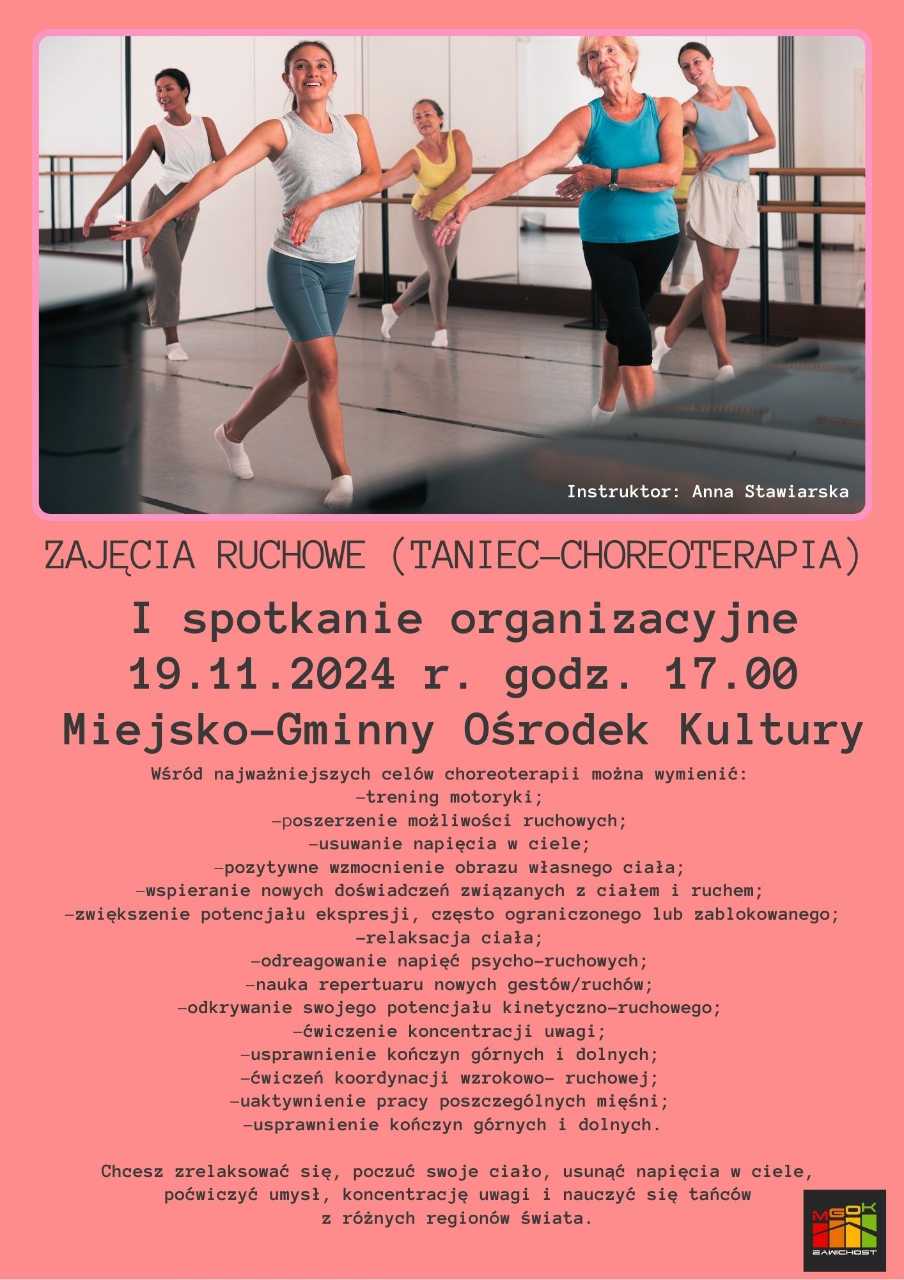 Instruktor: Anna Stawiarska
ZAJĘCIA RUCHOWE (TANIEC-CHOREOTERAPIA)
I spotkanie organizacyjne
19.11.2024 r. godz. 17.00
Miejsko-Gminny Ośrodek Kultury
Wśród najważniejszych celów choreoterapii można wymienić:
-trening motoryki;
-poszerzenie możliwości ruchowych;
-usuwanie napięcia w ciele;
-pozytywne wzmocnienie obrazu własnego ciała;
-wspieranie nowych doświadczeń związanych z ciałem i ruchem;
-zwiększenie potencjału ekspresji, często ograniczonego lub zablokowanego;
-relaksacja ciała;
-odreagowanie napięć psycho-ruchowych;
-nauka repertuaru nowych gestów/ruchów;
-odkrywanie swojego potencjału kinetyczno-ruchowego;
-ćwiczenie koncentracji uwagi;
-usprawnienie kończyn górnych i dolnych;
-ćwiczeń koordynacji wzrokowo- ruchowej;
-uaktywnienie pracy poszczególnych mięśni;
-usprawnienie kończyn górnych i dolnych.
Chcesz zrelaksować się, poczuć swoje ciało, usunąć napięcia w ciele,
poćwiczyć umysł, koncentrację uwagi i nauczyć się tańców
z różnych regionów świata.
MGOK
ZAWICHOST